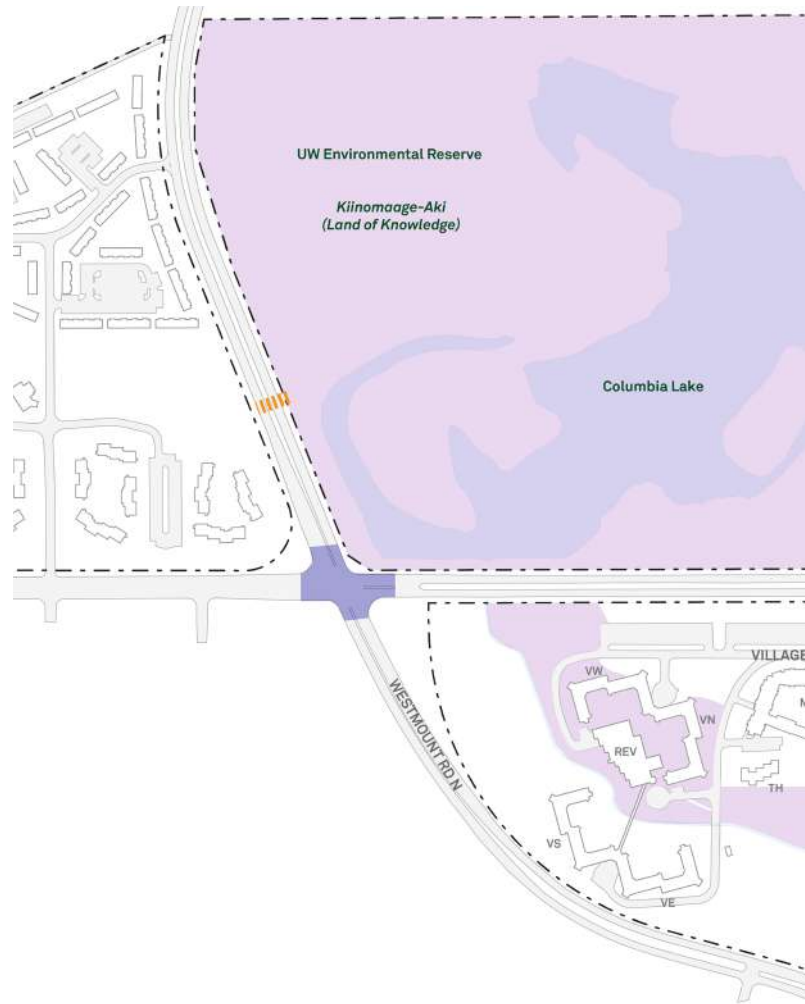 UW Environmental Reserve
Kiinomaage-Aki
(Land of Knowledge)
Columbia Lake
WESTMOUNT RD N
VILLAGE
VW
VN
M
REV
TH
VS
VE